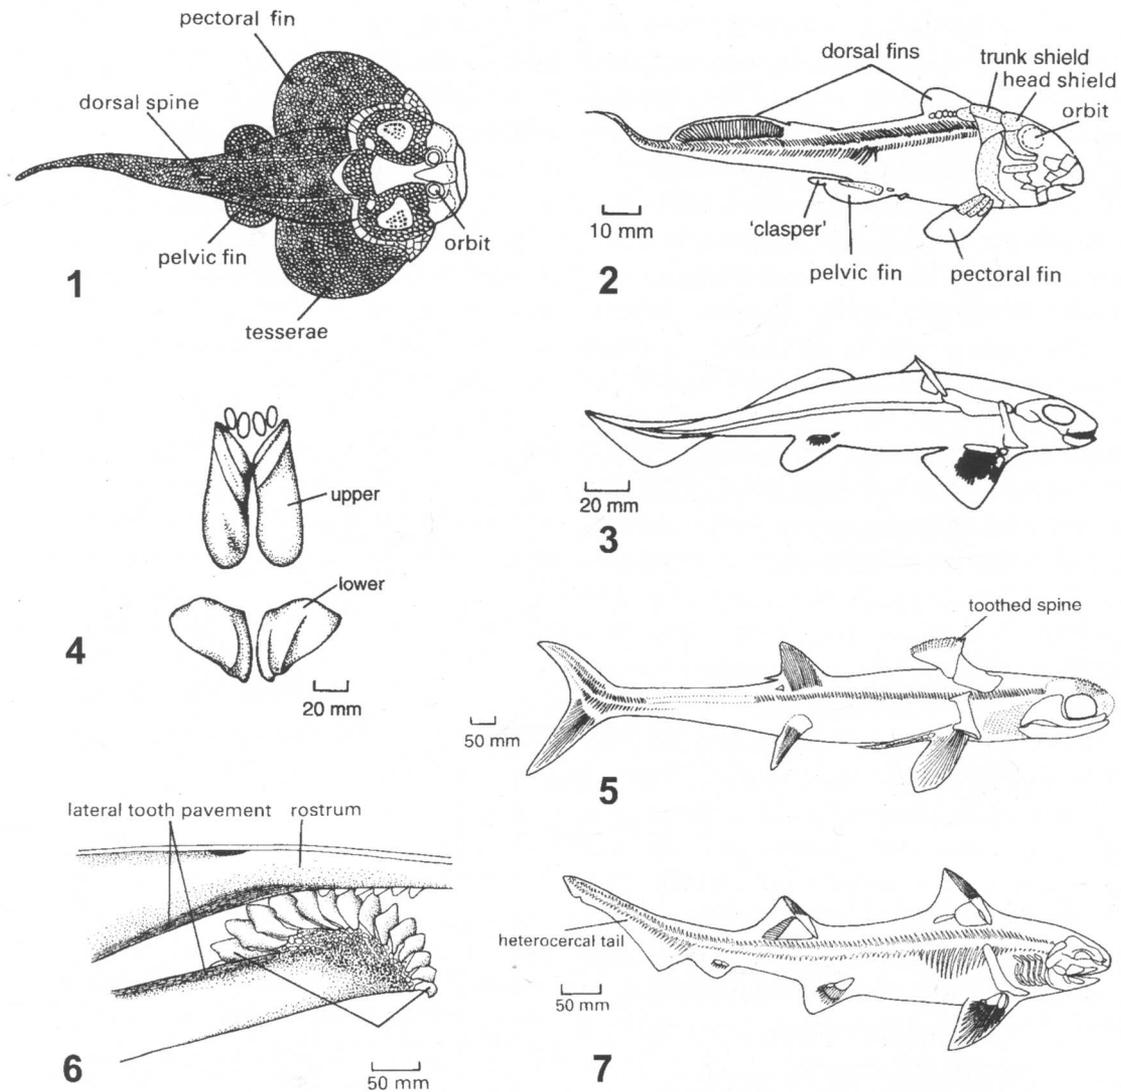 pectoral fin
dorsal spine
pelvic fin
orbit
tesserae
1
dorsal fins
trunk shield
head shield
orbit
10 mm
'clasper'
pelvic fin
pectoral fin
2
20 mm
3
upper
lower
20 mm
4
toothed spine
50 mm
5
lateral tooth pavement
rostrum
50 mm
6
heterocercal tail
50 mm
7